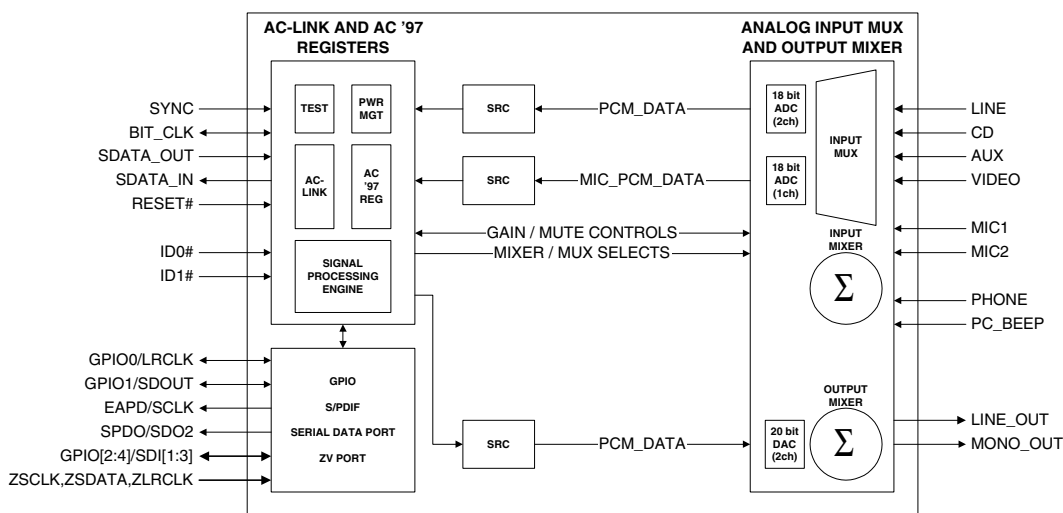 AC-LINK AND AC '97
REGISTERS
ANALOG INPUT MUX
AND OUTPUT MIXER
SYNC
BIT_CLK
SDATA_OUT
SDATA_IN
RESET#
ID0#
ID1#
TEST
PWR
MGT
AC-
LINK
AC
'97
REG
SIGNAL
PROCESSING
ENGINE
SRC
PCM_DATA
SRC
MIC_PCM_DATA
GAIN / MUTE CONTROLS
MIXER / MUX SELECTS
18 bit
ADC
(2ch)
18 bit
ADC
(1ch)
INPUT
MUX
INPUT
MIXER
Σ
LINE
CD
AUX
VIDEO
MIC1
MIC2
PHONE
PC_BEEP
GPIO0/LRCLK
GPIO1/SDOUT
EAPD/SCLK
SPDO/SDO2
GPIO[2:4]/SDI[1:3]
ZSCLK,ZSDATA,ZLRCLK
GPIO
S/PDIF
SERIAL DATA PORT
ZV PORT
SRC
PCM_DATA
OUTPUT
MIXER
20 bit
DAC
(2ch)
Σ
LINE_OUT
MONO_OUT